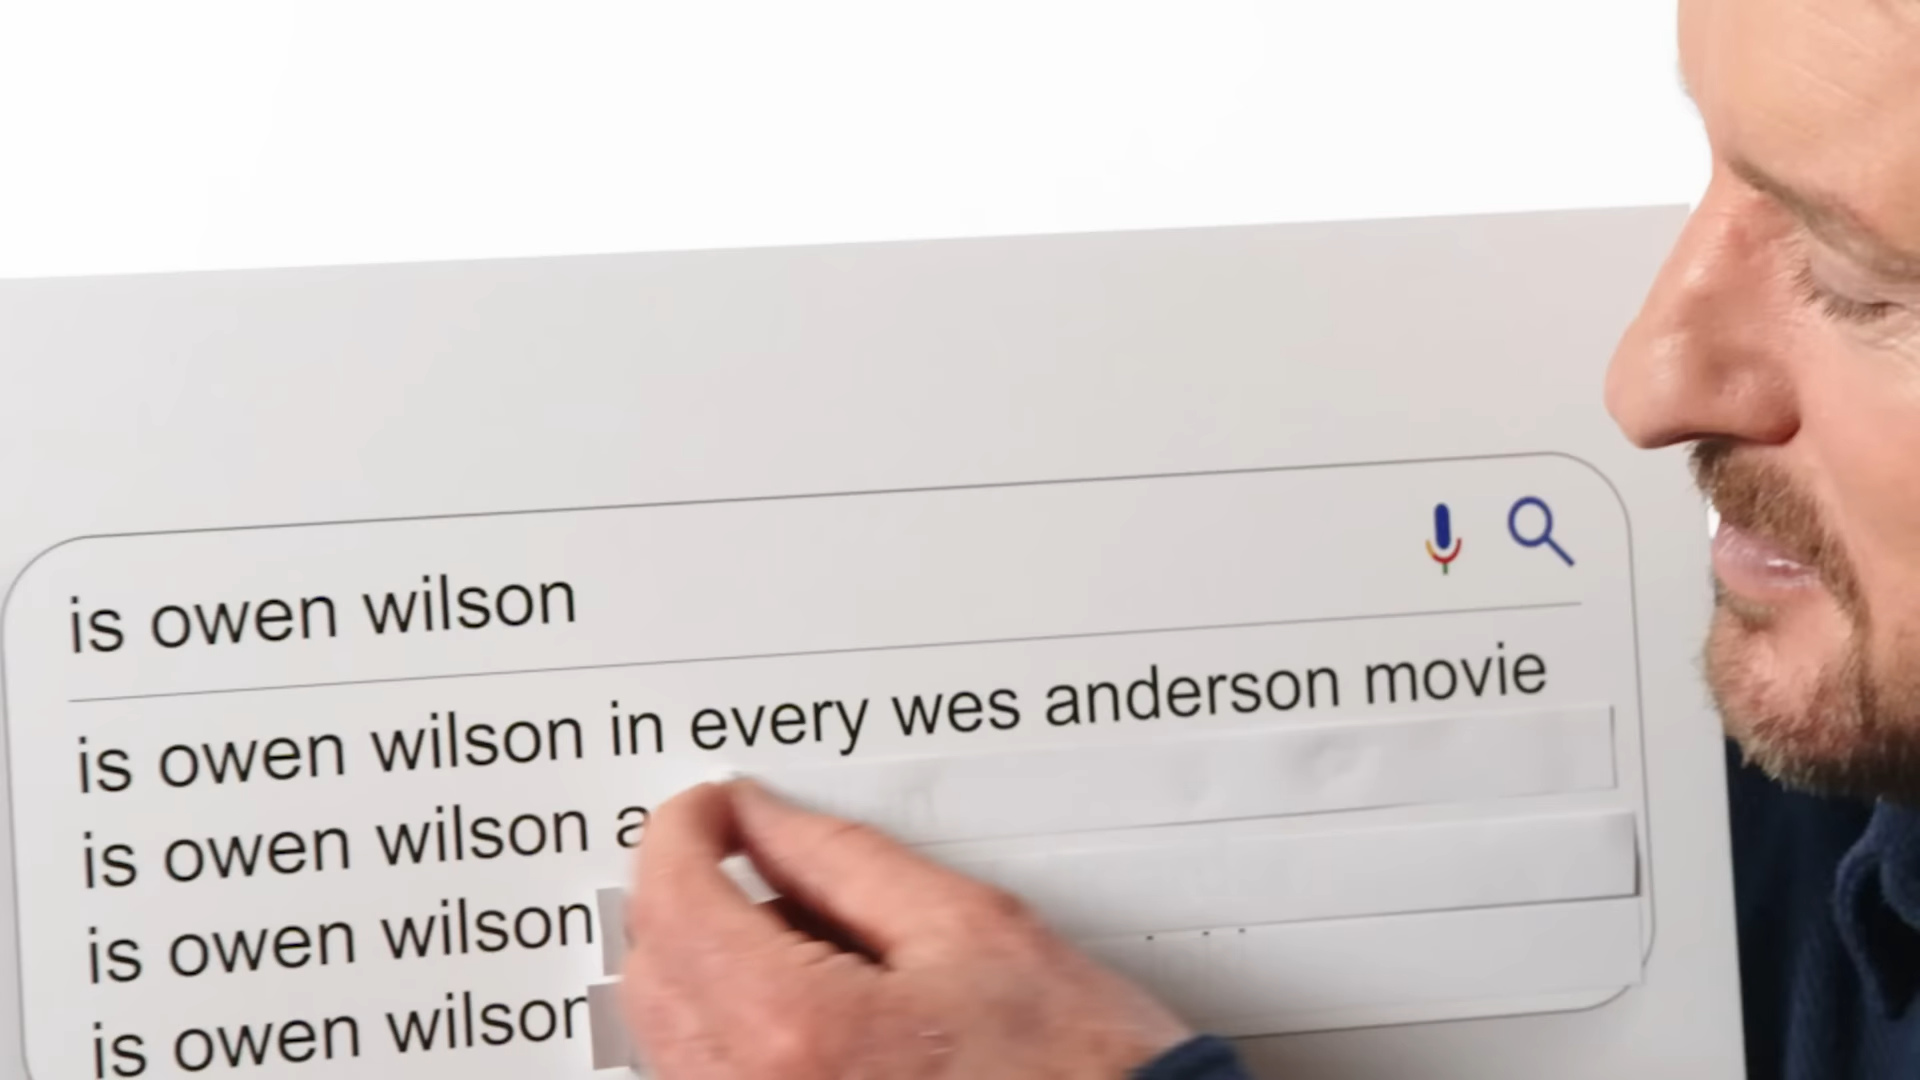 is owen wilson
is owen wilson in every wes anderson movie
is owen wilson a
is owen wilson
is owen wilson